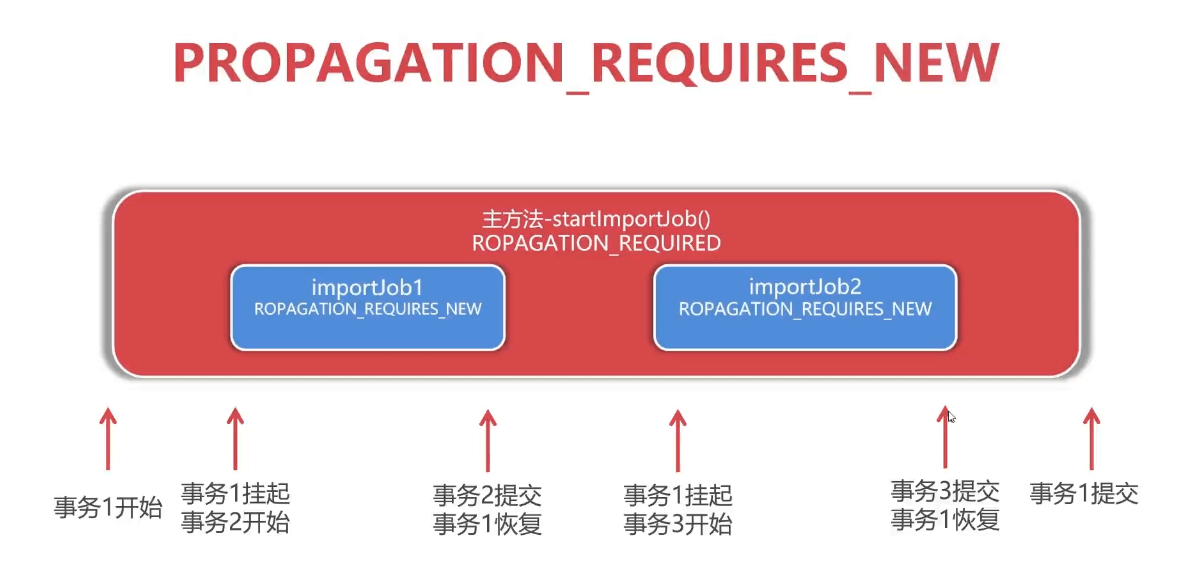 PROPAGATION_REQUIRES_NEW
主方法-startImportJob()
ROPAGATION_REQUIRED
importJob1
ROPAGATION_REQUIRES_NEW
importJob2
ROPAGATION_REQUIRES_NEW
事务1开始
事务1挂起
事务2开始
事务2提交
事务1恢复
事务1挂起
事务3开始
事务3提交
事务1恢复
事务1提交